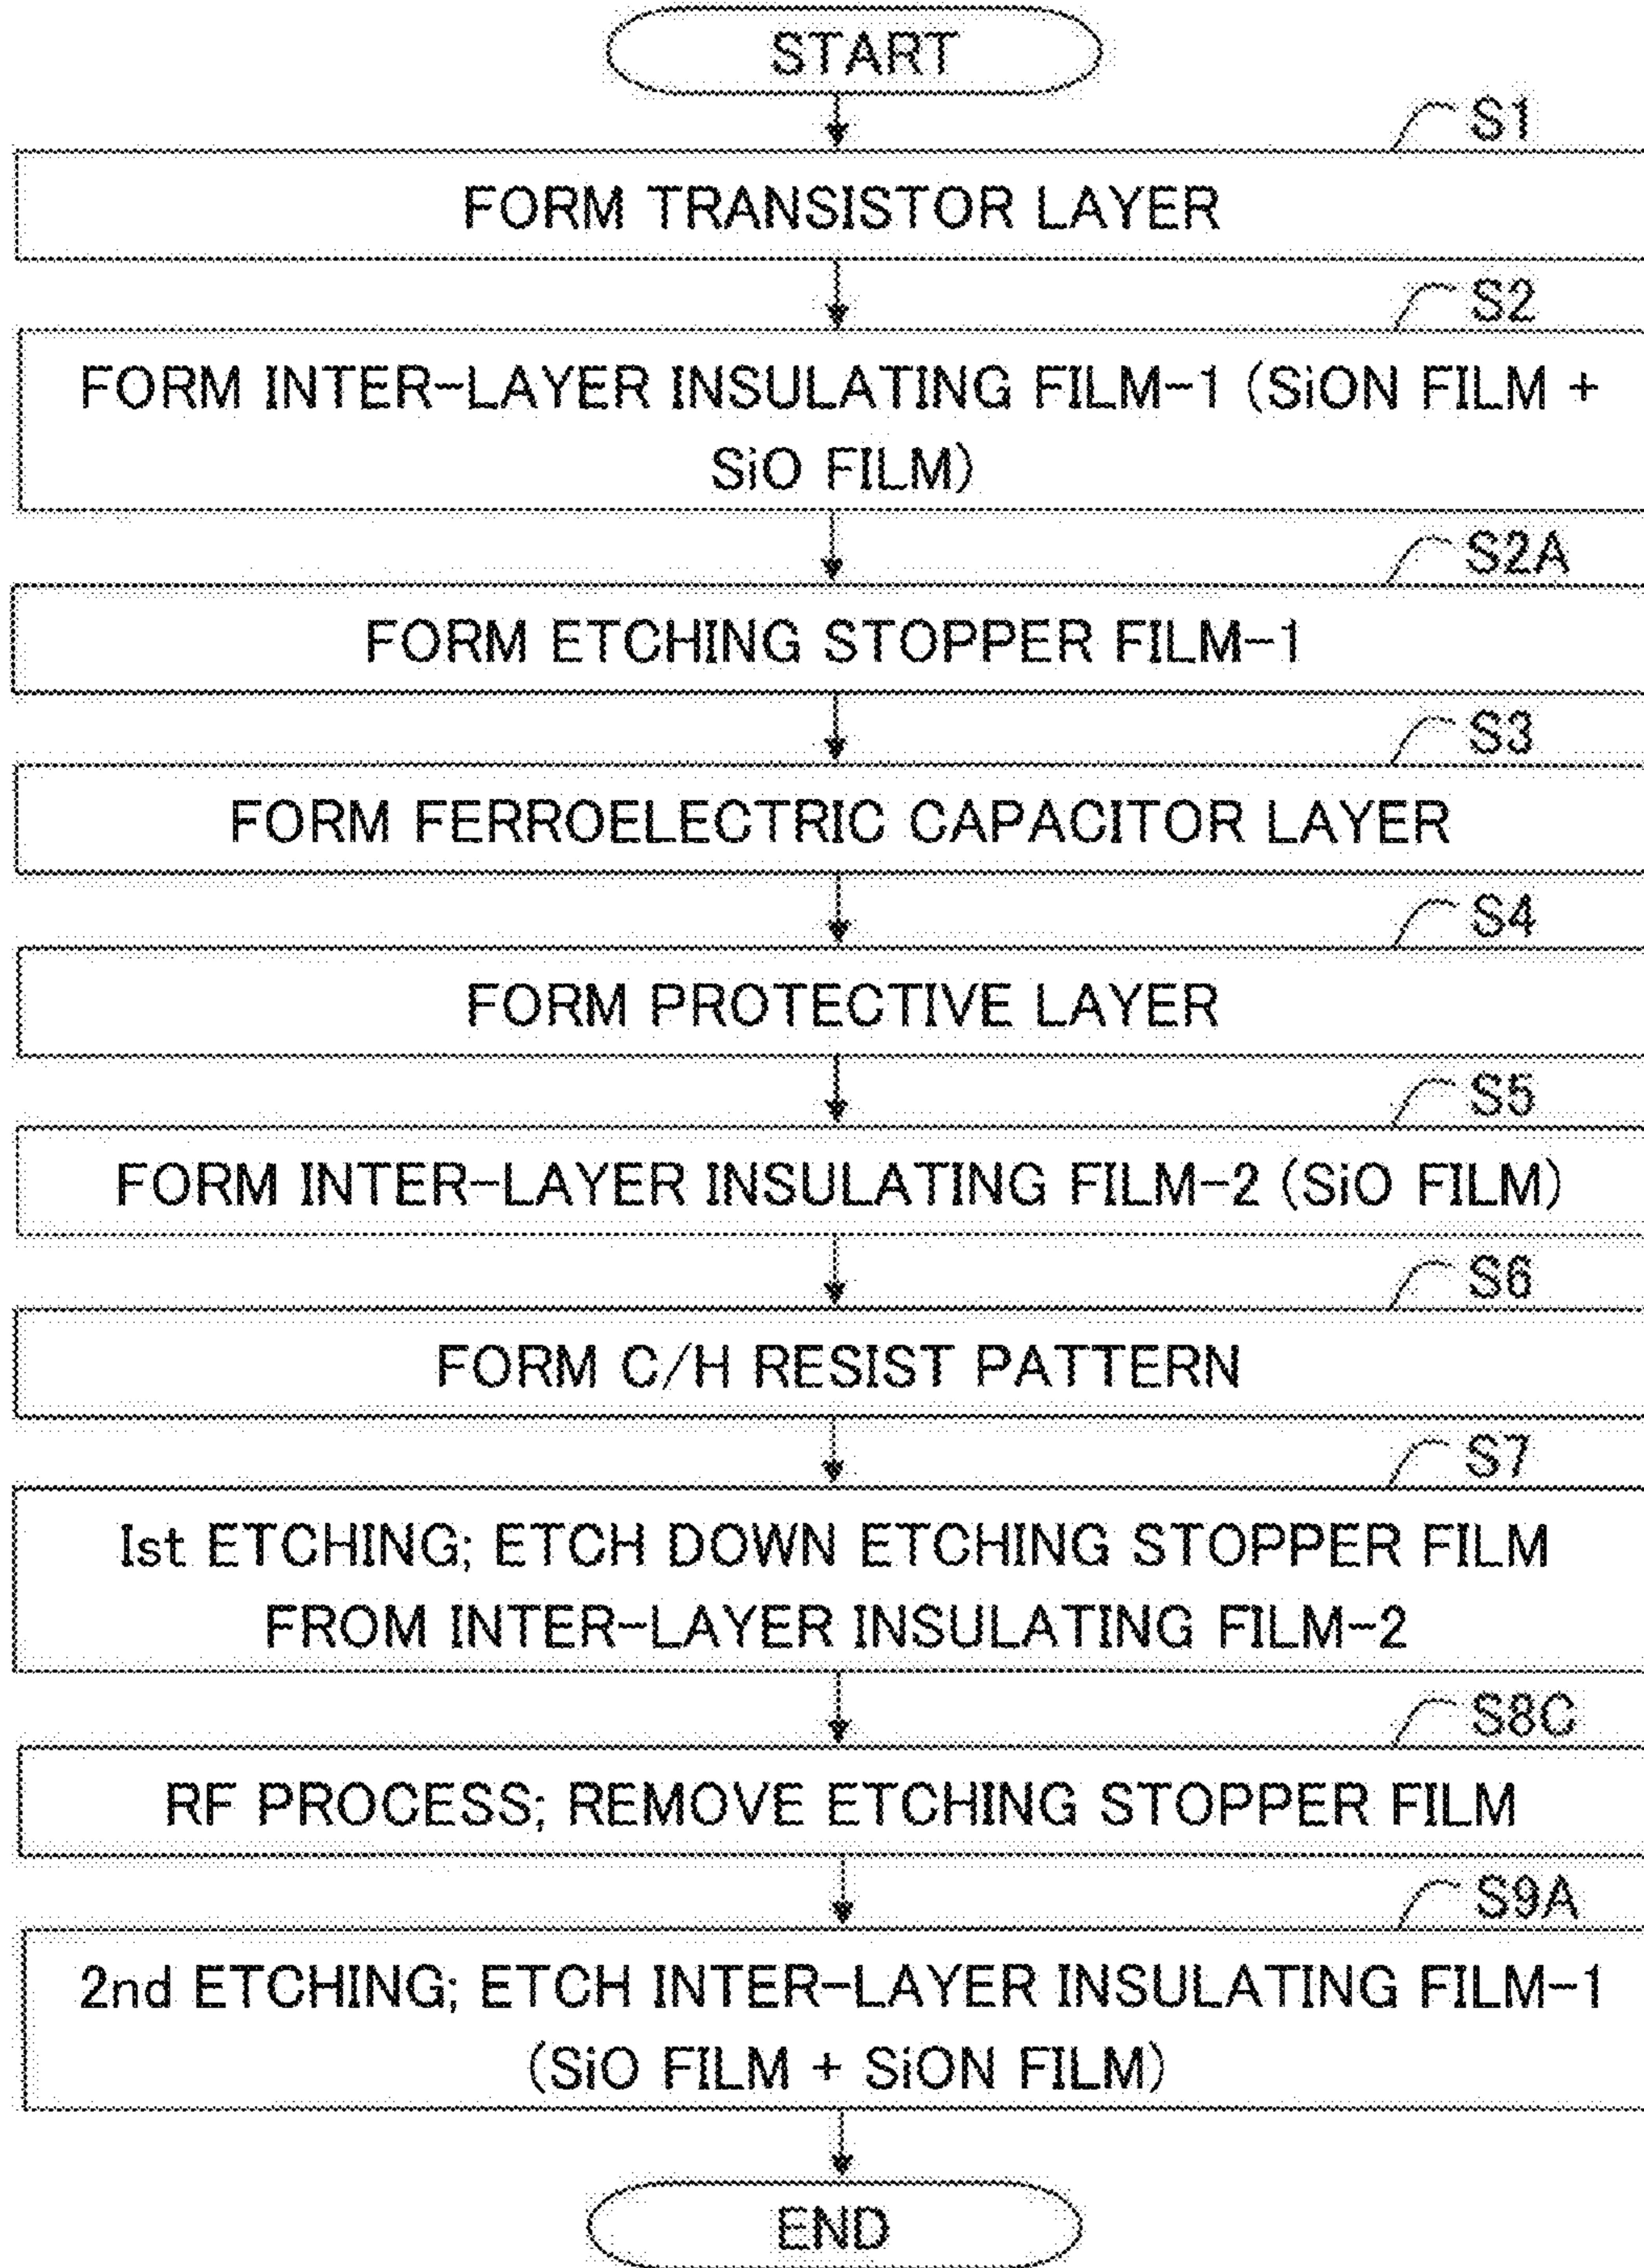 START
S1
FORM TRANSISTOR LAYER
S2
FORM INTER-LAYER INSULATING FILM-1 (SiON FILM +
SiO FILM)
S2A
FORM ETCHING STOPPER FILM-1
S3
FORM FERROELECTRIC CAPACITOR LAYER
S4
FORM PROTECTIVE LAYER
S5
FORM INTER-LAYER INSULATING FILM-2 (SiO FILM)
S6
FORM C/H RESIST PATTERN
S7
Ist ETCHING; ETCH DOWN ETCHING STOPPER FILM
FROM INTER-LAYER INSULATING FILM-2
S8C
RF PROCESS; REMOVE ETCHING STOPPER FILM
S9A
2nd ETCHING; ETCH INTER-LAYER INSULATING FILM-1
(SiO FILM + SiON FILM)
END